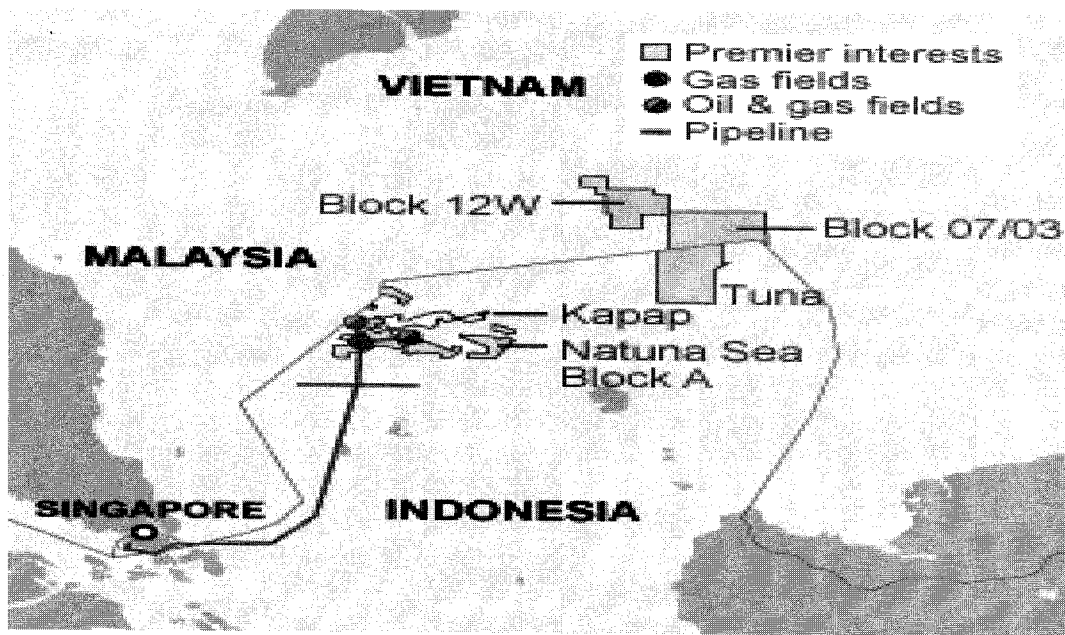 Premier interests
Gas fields
VIETNAM
Oil & gas fields
Pipeline
Block 12W
Block 07/03
MALAYSIA
Tuna
Kapap
Natuna Sea
Block A
SINGAPORE
INDONESIA